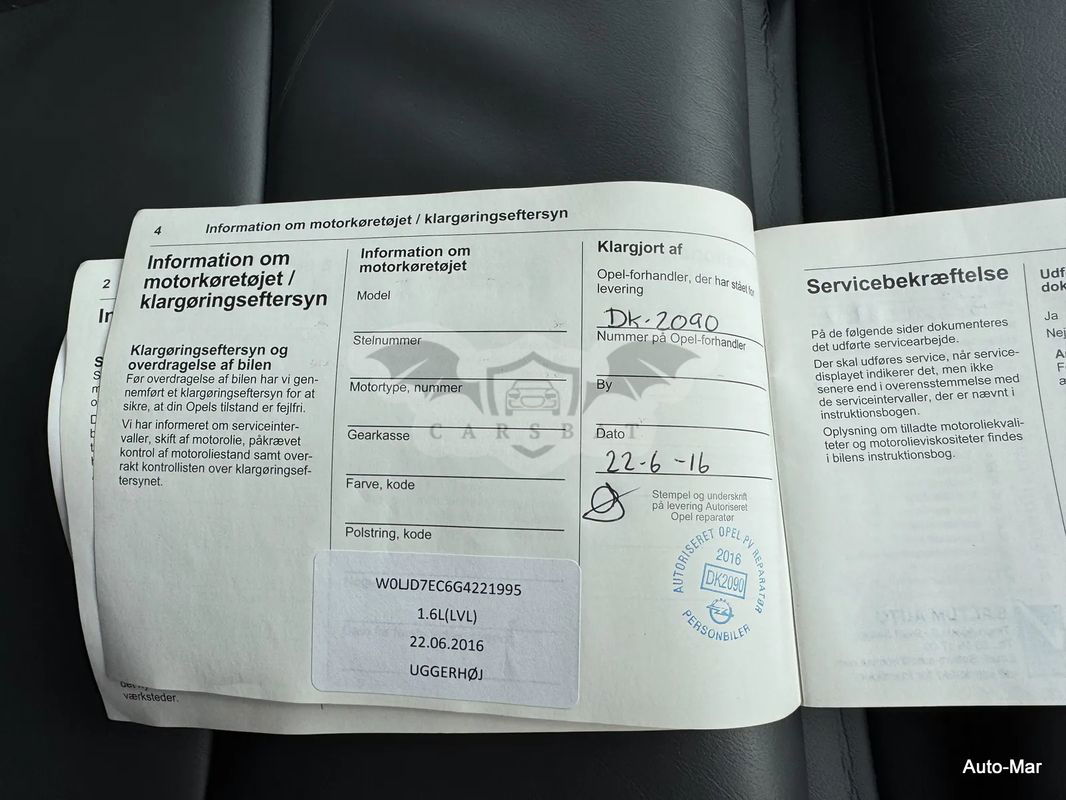 4 Information om motorkøretøjet / klargøringseftersyn
Information om
motorkøretøjet /
klargøringseftersyn
Klargøringseftersyn og
overdragelse af bilen
Før overdragelse af bilen har vi gen-
nemført et klargøringseftersyn for at
sikre, at din Opels tilstand er fejlfri.
Vi har informeret om serviceinter-
valler, skift af motorolie, påkrævet
kontrol af motoroliestand samt over-
rakt kontrollisten over klargøringsef-
tersynet.
Information om
motorkøretøjet
Model
Stelnummer
Motortype, nummer
Gearkasse
Farve, kode
Polstring, kode
W0LJD7EC6G4221995
1.6L(LVL)
22.06.2016
UGGERHØJ
Klargjort af
Opel-forhandler, der har stået for
levering
DK-2090
Nummer på Opel-forhandler
By
Dato
22-6-16
Stempel og underskrift
på levering Autoriseret
Opel reparatør
AUTORISERET OPEL PV REPARATØR
2016
DK2090
PERSONBILER
Servicebekræftelse
På de følgende sider dokumenteres
det udførte servicearbejde.
Der skal udføres service, når service-
displayet indikerer det, men ikke
senere end i overensstemmelse med
de serviceintervaller, der er nævnt i
instruktionsbogen.
Oplysning om tilladte motoroliekvali-
teter og motorolieviskositeter findes
i bilens instruktionsbog.
Udf
dok
Ja
Nej
2
værksteder.
CARSBAT
Auto-Mar